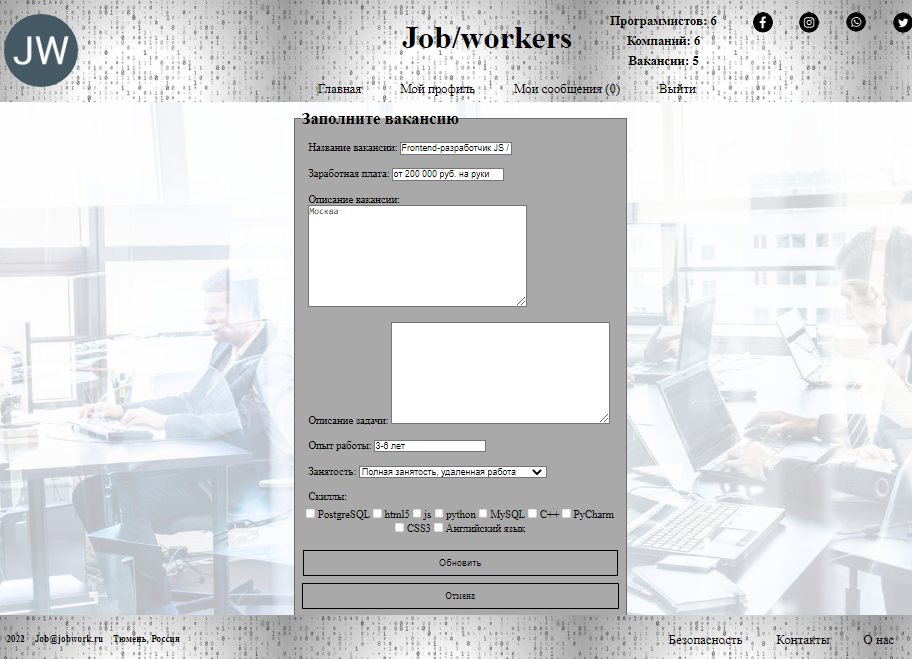 JW
Job/workers
Программистов: 6
Компаний: 6
Вакансии: 5
Главная Мой профиль Мои сообщения (0) Выйти
Заполните вакансию
Название вакансии: Frontend-разработчик JS /
Заработная плата: от 200 000 руб. на руки
Описание вакансии:
Москва
Описание задачи:
Опыт работы: 3-6 лет
Занятость: Полная занятость, удаленная работа
Скиллы:
PostgreSQL html5 js python MySQL C++ PyCharm
CSS3 Английский язык
Обновить
Отмена
2022 Job@jobwork.ru Тюмень, Россия
Безопасность Контакты О нас